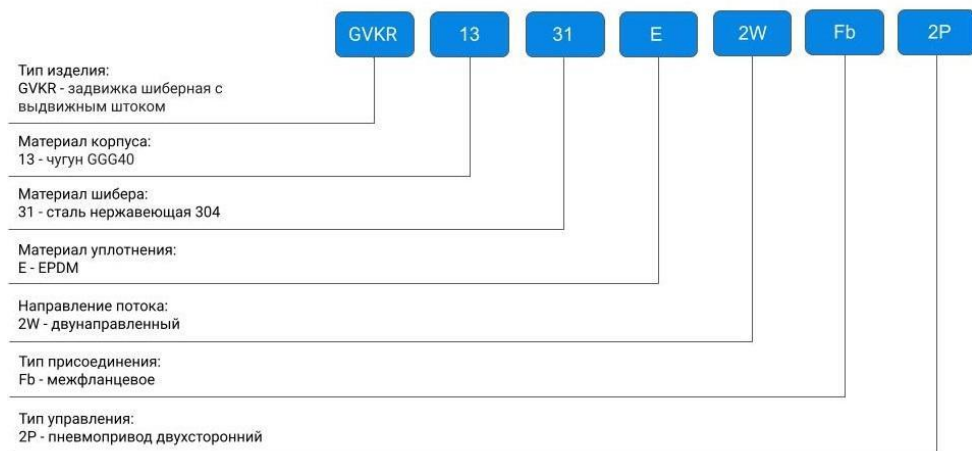 GVKR 13 31 E 2W Fb 2P
Тип изделия:
GVKR - задвижка шиберная с
выдвижным штоком
Материал корпуса:
13 - чугун GGG40
Материал шибера:
31 - сталь нержавеющая 304
Материал уплотнения:
E - EPDM
Направление потока:
2W - двунаправленный
Тип присоединения:
Fb - межфланцевое
Тип управления:
2P - пневмопривод двухсторонний